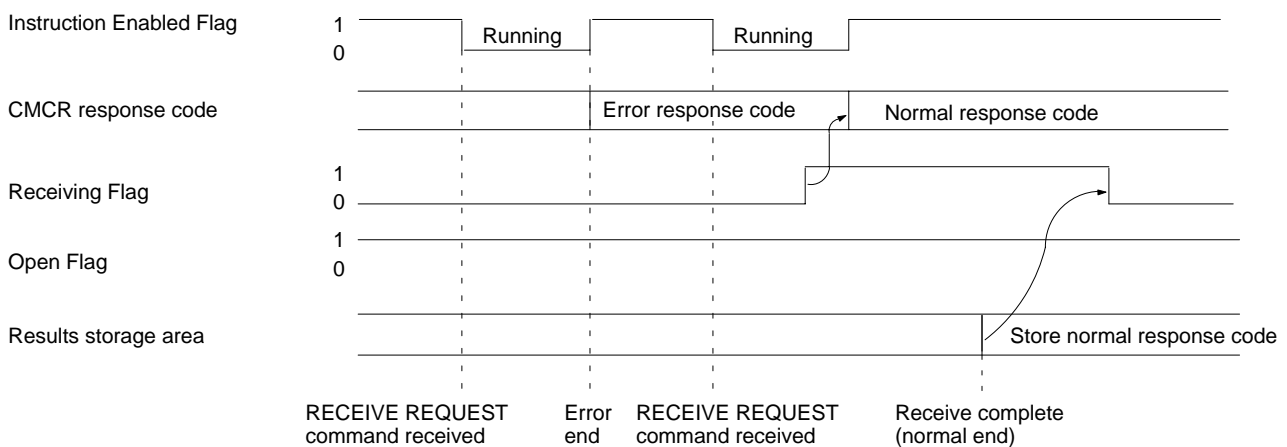 Instruction Enabled Flag
1
0
Running
Running
CMCR response code
Error response code
Normal response code
Receiving Flag
1
0
Open Flag
1
0
Results storage area
Store normal response code
RECEIVE REQUEST
command received
Error
end
RECEIVE REQUEST
command received
Receive complete
(normal end)